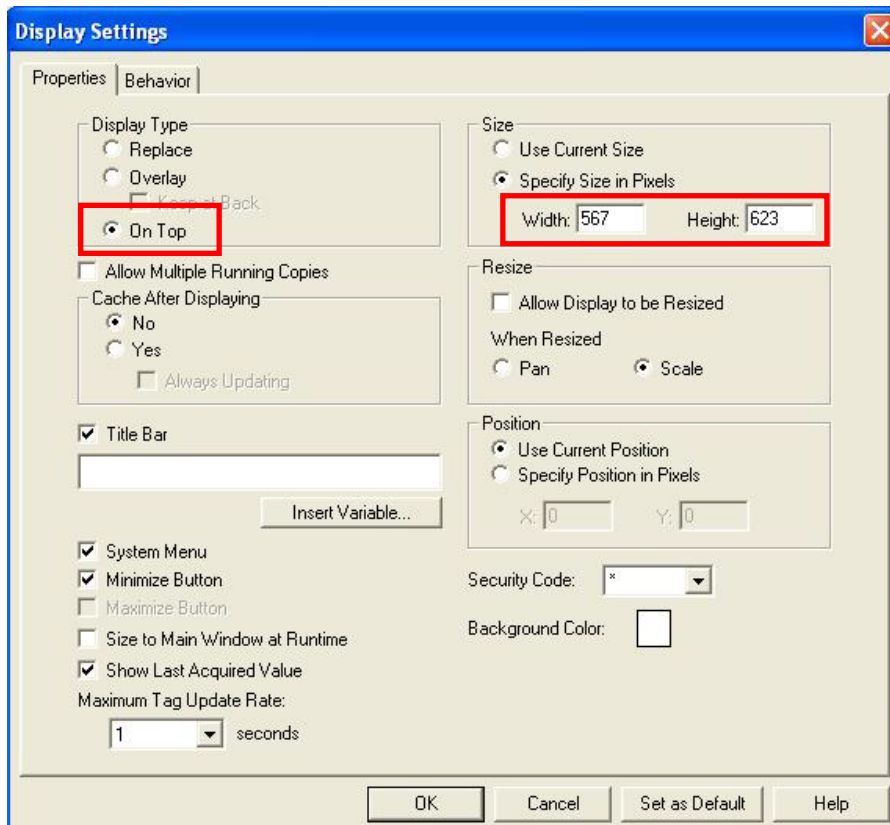 Display Settings
Properties Behavior
Display Type
Replace
Overlay
Keep at Back
On Top
Allow Multiple Running Copies
Cache After Displaying
No
Yes
Always Updating
Title Bar
Insert Variable...
System Menu
Minimize Button
Maximize Button
Size to Main Window at Runtime
Show Last Acquired Value
Maximum Tag Update Rate:
1 seconds
Size
Use Current Size
Specify Size in Pixels
Width: 567 Height: 623
Resize
Allow Display to be Resized
When Resized
Pan Scale
Position
Use Current Position
Specify Position in Pixels
X: 0 Y: 0
Security Code: *
Background Color:
OK Cancel Set as Default Help